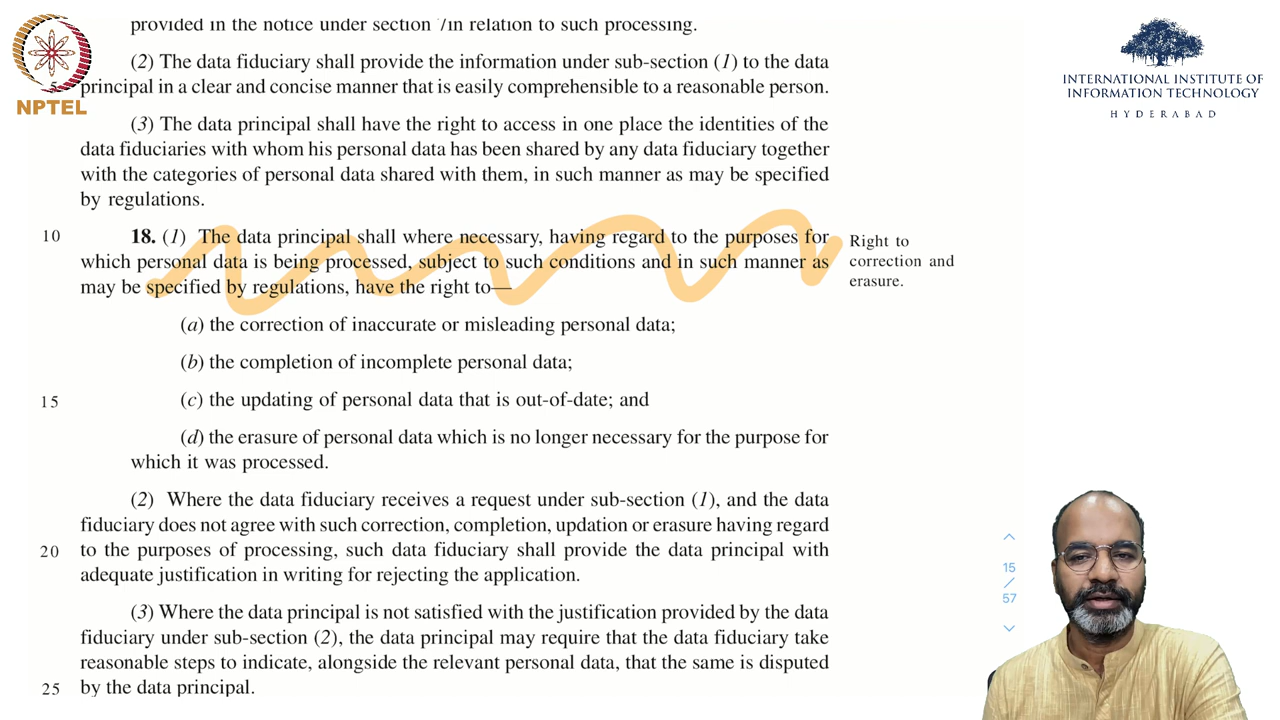 provided in the notice under section 7in relation to such processing.
(2) The data fiduciary shall provide the information under sub-section (1) to the data
5 principal in a clear and concise manner that is easily comprehensible to a reasonable person.
NPTEL
INTERNATIONAL INSTITUTE OF
INFORMATION TECHNOLOGY
HYDERABAD
(3) The data principal shall have the right to access in one place the identities of the
data fiduciaries with whom his personal data has been shared by any data fiduciary together
with the categories of personal data shared with them, in such manner as may be specified
by regulations.
10 18. (1) The data principal shall where necessary, having regard to the purposes for
which personal data is being processed, subject to such conditions and in such manner as
may be specified by regulations, have the right to—
Right to
correction and
erasure.
(a) the correction of inaccurate or misleading personal data;
(b) the completion of incomplete personal data;
15 (c) the updating of personal data that is out-of-date; and
(d) the erasure of personal data which is no longer necessary for the purpose for
which it was processed.
(2) Where the data fiduciary receives a request under sub-section (1), and the data
fiduciary does not agree with such correction, completion, updation or erasure having regard
20 to the purposes of processing, such data fiduciary shall provide the data principal with
adequate justification in writing for rejecting the application.
(3) Where the data principal is not satisfied with the justification provided by the data
fiduciary under sub-section (2), the data principal may require that the data fiduciary take
reasonable steps to indicate, alongside the relevant personal data, that the same is disputed
25 by the data principal.
15
/
57